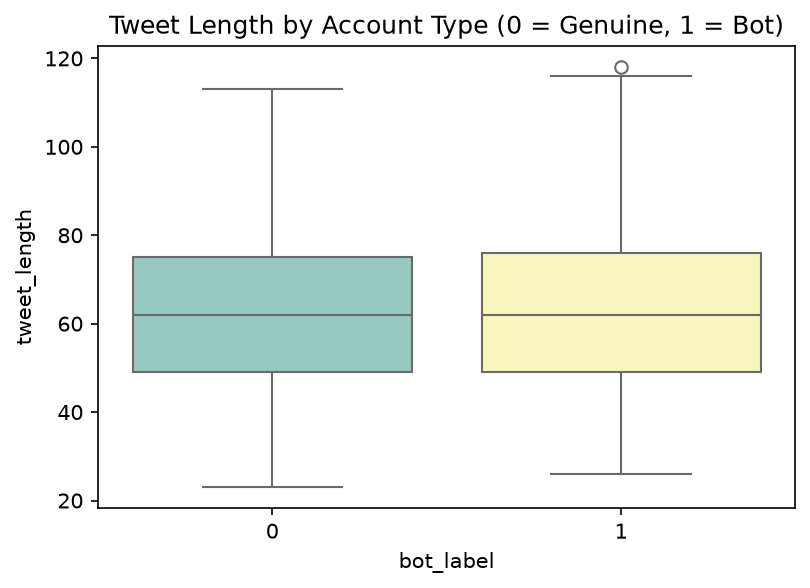 Tweet Length by Account Type (0 = Genuine, 1 = Bot)
120
100
80
60
40
20
tweet_length
0 1
bot_label